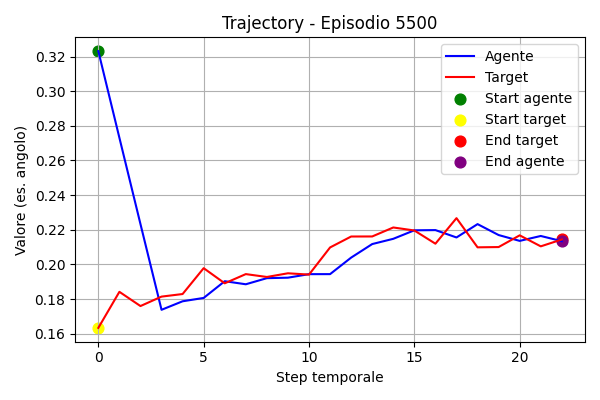 Trajectory - Episodio 5500
Agente
Target
Start agente
Start target
End target
End agente
Valore (es. angolo)
0.32
0.30
0.28
0.26
0.24
0.22
0.20
0.18
0.16
0
5
10
15
20
Step temporale